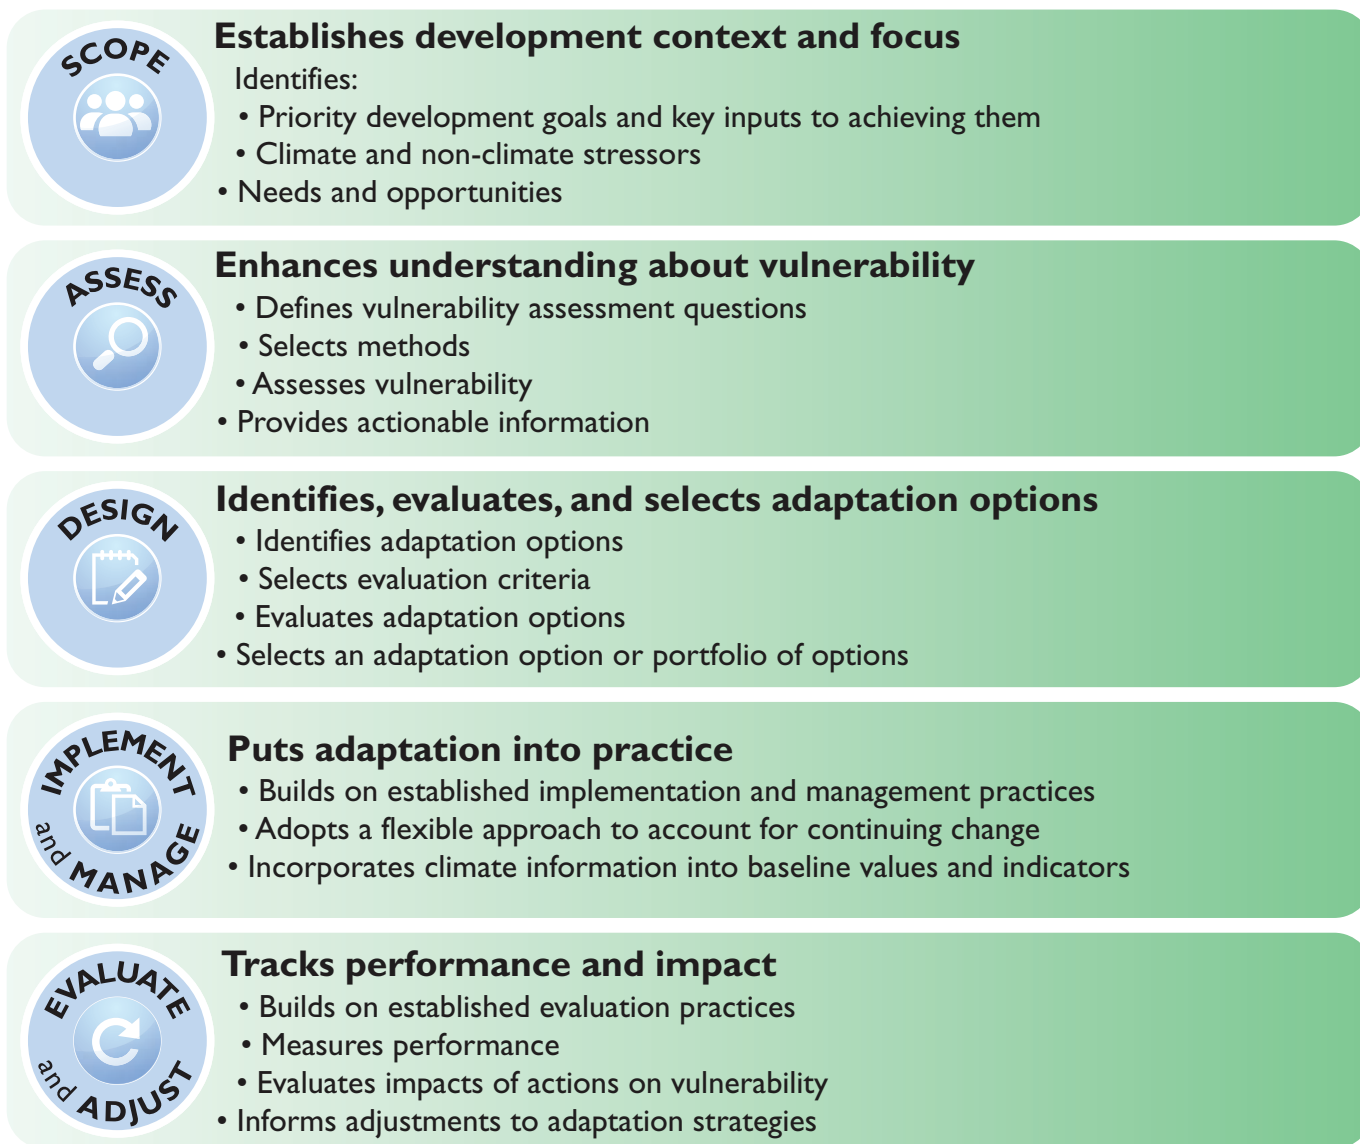 SCOPE
Establishes development context and focus
Identifies:
• Priority development goals and key inputs to achieving them
• Climate and non-climate stressors
• Needs and opportunities
ASSESS
Enhances understanding about vulnerability
• Defines vulnerability assessment questions
• Selects methods
• Assesses vulnerability
• Provides actionable information
DESIGN
Identifies, evaluates, and selects adaptation options
• Identifies adaptation options
• Selects evaluation criteria
• Evaluates adaptation options
• Selects an adaptation option or portfolio of options
IMPLEMENT
and MANAGE
Puts adaptation into practice
• Builds on established implementation and management practices
• Adopts a flexible approach to account for continuing change
• Incorporates climate information into baseline values and indicators
EVALUATE
and ADJUST
Tracks performance and impact
• Builds on established evaluation practices
• Measures performance
• Evaluates impacts of actions on vulnerability
• Informs adjustments to adaptation strategies